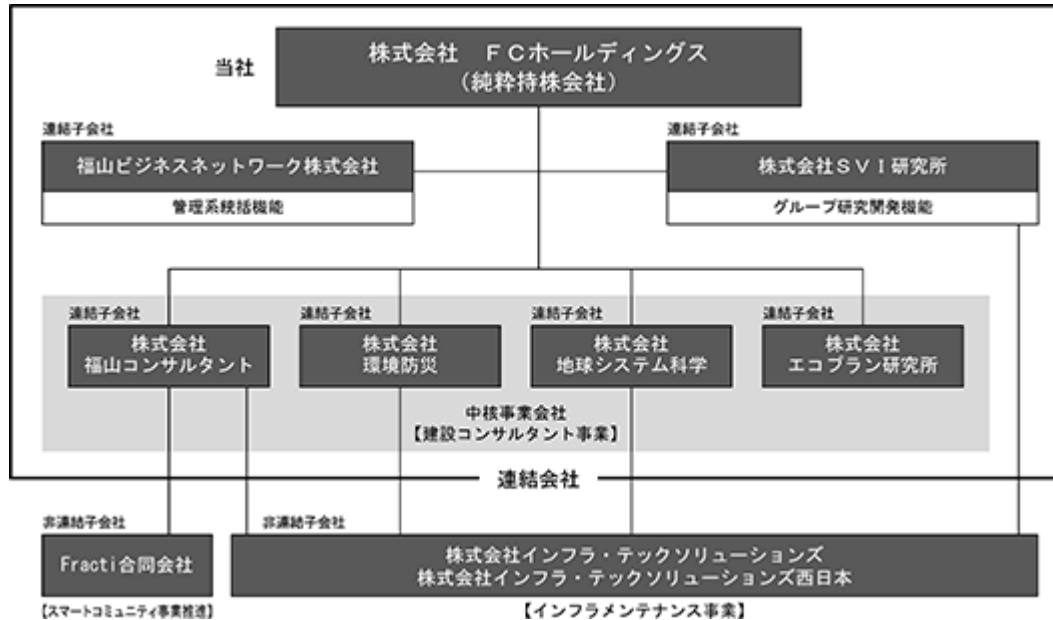 株式会社　ＦＣホールディングス
（純粋持株会社）
当社
連結子会社
福山ビジネスネットワーク株式会社
管理系統括機能
連結子会社
株式会社ＳＶＩ研究所
グループ研究開発機能
連結子会社
株式会社
福山コンサルタント
連結子会社
株式会社
環境防災
連結子会社
株式会社
地球システム科学
連結子会社
株式会社
エコプラン研究所
中核事業会社
【建設コンサルタント事業】
連結会社
非連結子会社
Fracti合同会社
【スマートコミュニティ事業推進】
非連結子会社
株式会社インフラ・テックソリューションズ
株式会社インフラ・テックソリューションズ西日本
【インフラメンテナンス事業】